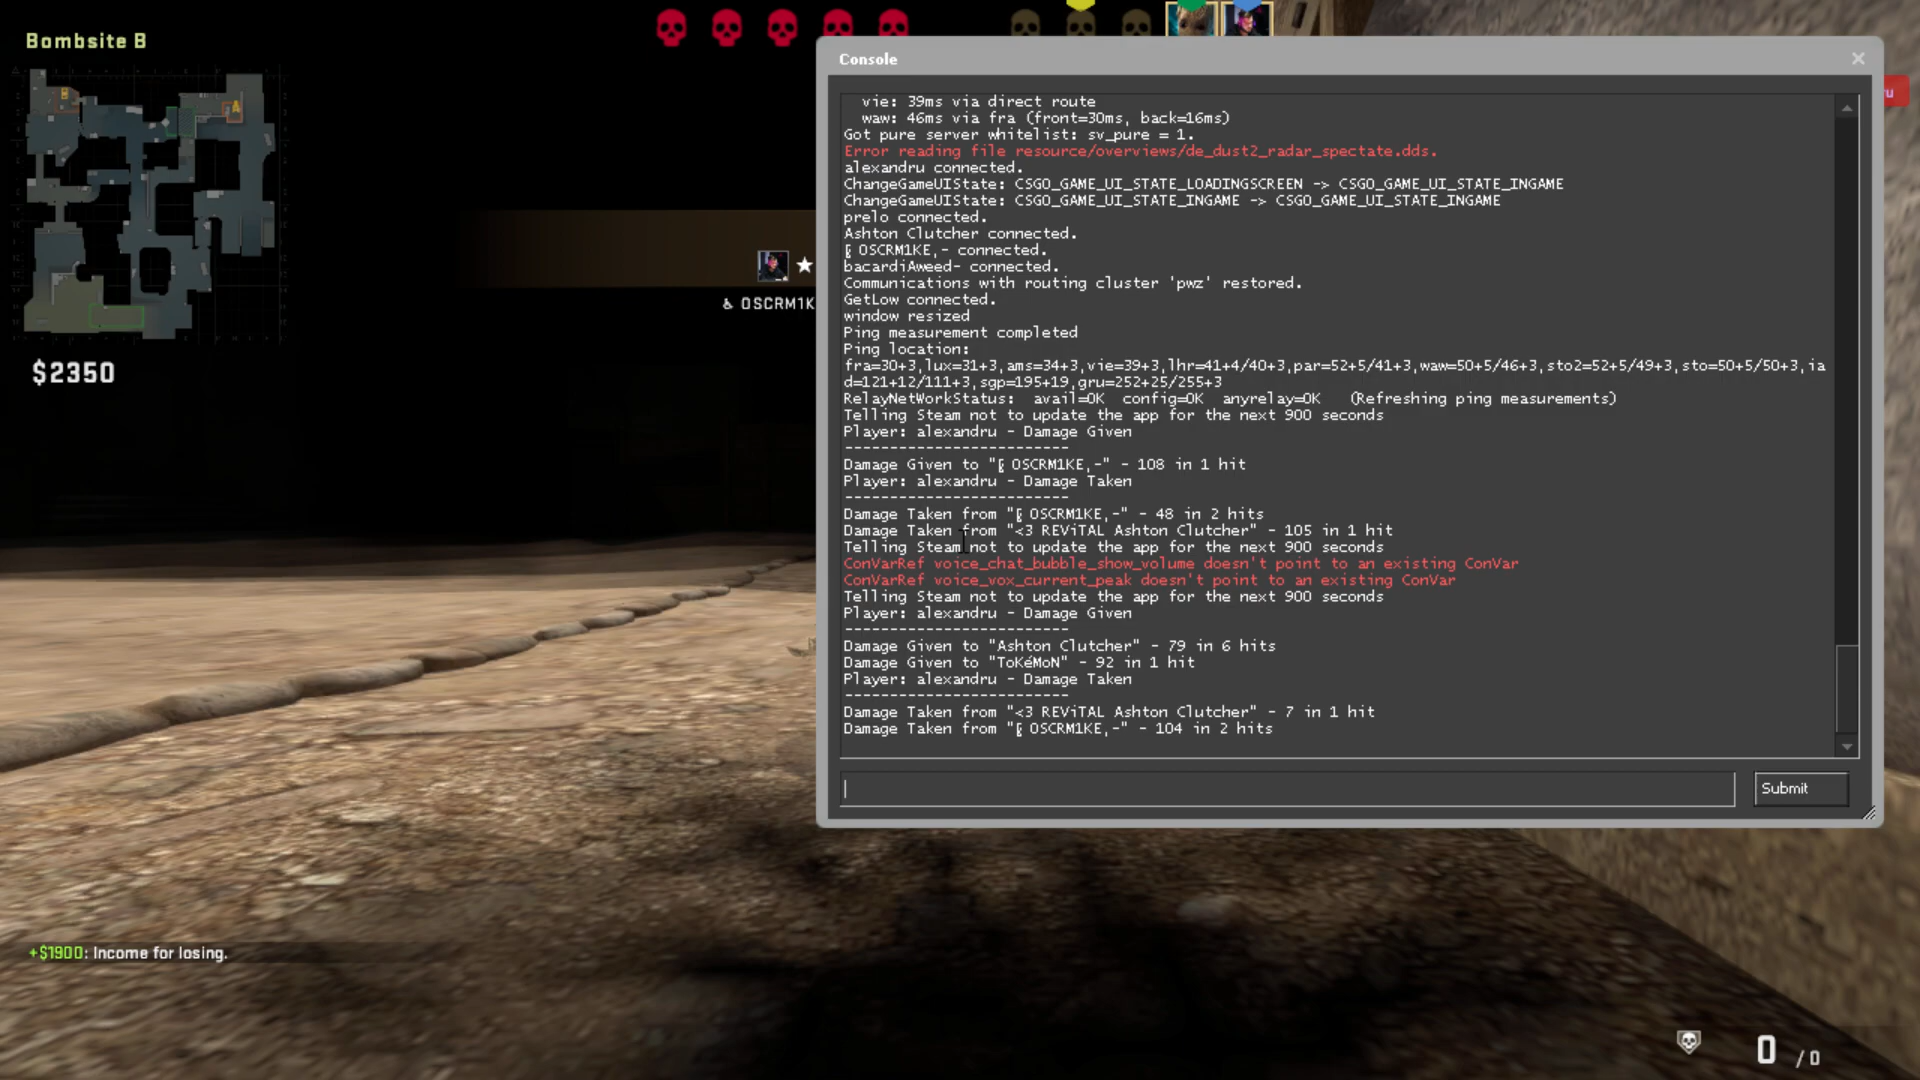 Bombsite B
$2350
OSCRM1K
Console
vie: 39ms via direct route
waw: 46ms via fra (front=30ms, back=16ms)
Got pure server whitelist: sv_pure = 1.
Error reading file resource/overviews/de_dust2_radar_spectate.dds.
alexandru connected.
ChangeGameUIState: CSGO_GAME_UI_STATE_LOADINGSCREEN -> CSGO_GAME_UI_STATE_INGAME
ChangeGameUIState: CSGO_GAME_UI_STATE_INGAME -> CSGO_GAME_UI_STATE_INGAME
prelo connected.
Ashton Clutcher connected.
OSCRM1KE,- connected.
bacardiAweed- connected.
Communications with routing cluster 'pwz' restored.
GetLow connected.
window resized
Ping measurement completed
Ping location:
fra=30+3,lux=31+3,ams=34+3,vie=39+3,lhr=41+4/40+3,par=52+5/41+3,waw=50+5/46+3,sto2=52+5/49+3,sto=50+5/50+3,ia
d=121+12/111+3,sgp=195+19,gru=252+25/255+3
RelayNetWorkStatus:  avail=OK  config=OK  anyrelay=OK   (Refreshing ping measurements)
Telling Steam not to update the app for the next 900 seconds
Player: alexandru - Damage Given
-------------------------
Damage Given to "OSCRM1KE,-" - 108 in 1 hit
Player: alexandru - Damage Taken
-------------------------
Damage Taken from "OSCRM1KE,-" - 48 in 2 hits
Damage Taken from "<3 REViTAL Ashton Clutcher" - 105 in 1 hit
Telling Steam not to update the app for the next 900 seconds
ConVarRef voice_chat_bubble_show_volume doesn't point to an existing ConVar
ConVarRef voice_vox_current_peak doesn't point to an existing ConVar
Telling Steam not to update the app for the next 900 seconds
Player: alexandru - Damage Given
-------------------------
Damage Given to "Ashton Clutcher" - 79 in 6 hits
Damage Given to "ToKéMoN" - 92 in 1 hit
Player: alexandru - Damage Taken
-------------------------
Damage Taken from "<3 REViTAL Ashton Clutcher" - 7 in 1 hit
Damage Taken from "OSCRM1KE,-" - 104 in 2 hits
Submit
+$1900: Income for losing.
0 / 0